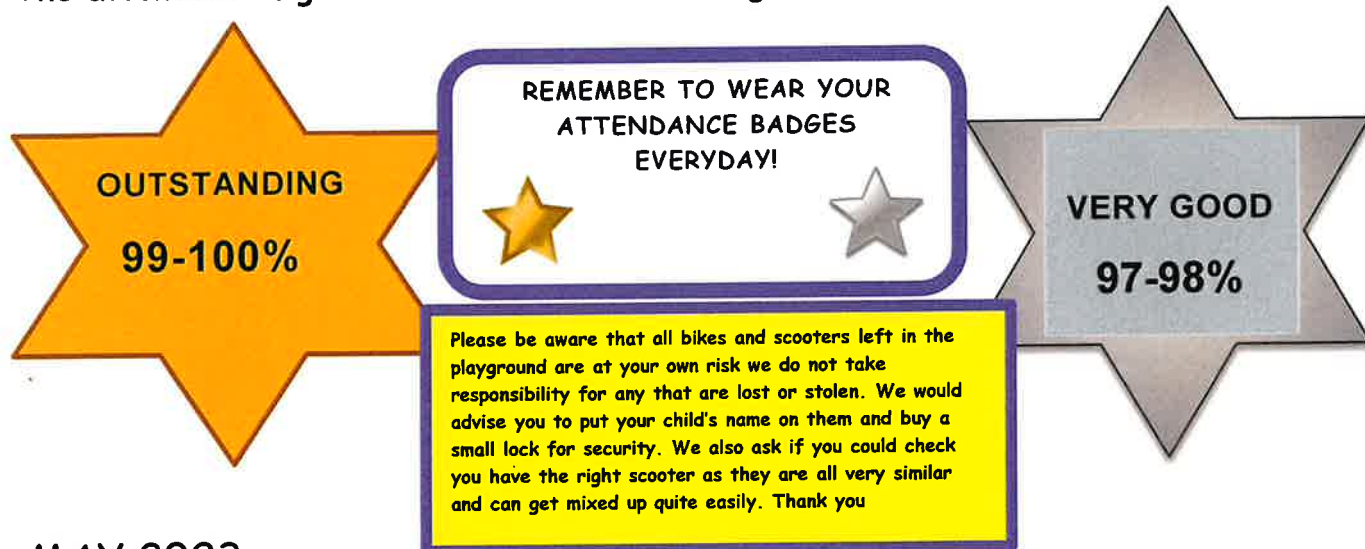 OUTSTANDING
99-100%
REMEMBER TO WEAR YOUR
ATTENDANCE BADGES
EVERYDAY!
VERY GOOD
97-98%
Please be aware that all bikes and scooters left in the
playground are at your own risk we do not take
responsibility for any that are lost or stolen. We would
advise you to put your child's name on them and buy a
small lock for security. We also ask if you could check
you have the right scooter as they are all very similar
and can get mixed up quite easily. Thank you